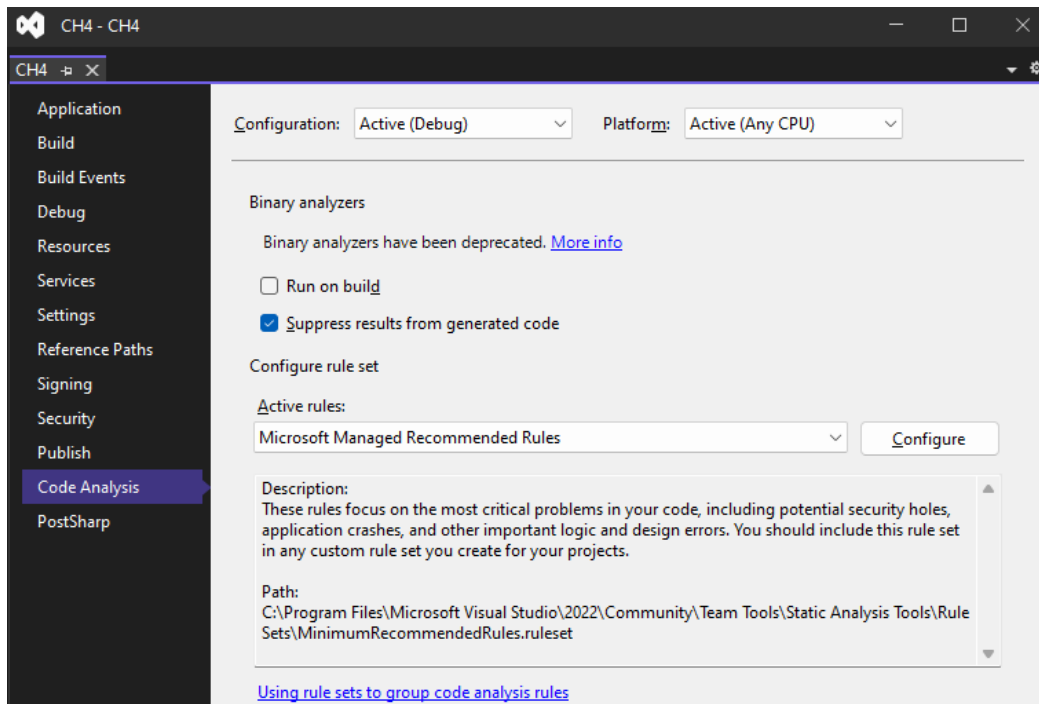 CH4 - CH4
CH4
Application
Build
Build Events
Debug
Resources
Services
Settings
Reference Paths
Signing
Security
Publish
Code Analysis
PostSharp
Configuration: Active (Debug) Platform: Active (Any CPU)
Binary analyzers
Binary analyzers have been deprecated. More info
Run on build
Suppress results from generated code
Configure rule set
Active rules:
Microsoft Managed Recommended Rules Configure
Description:
These rules focus on the most critical problems in your code, including potential security holes,
application crashes, and other important logic and design errors. You should include this rule set
in any custom rule set you create for your projects.
Path:
C:\Program Files\Microsoft Visual Studio\2022\Community\Team Tools\Static Analysis Tools\Rule
Sets\MinimumRecommendedRules.ruleset
Using rule sets to group code analysis rules